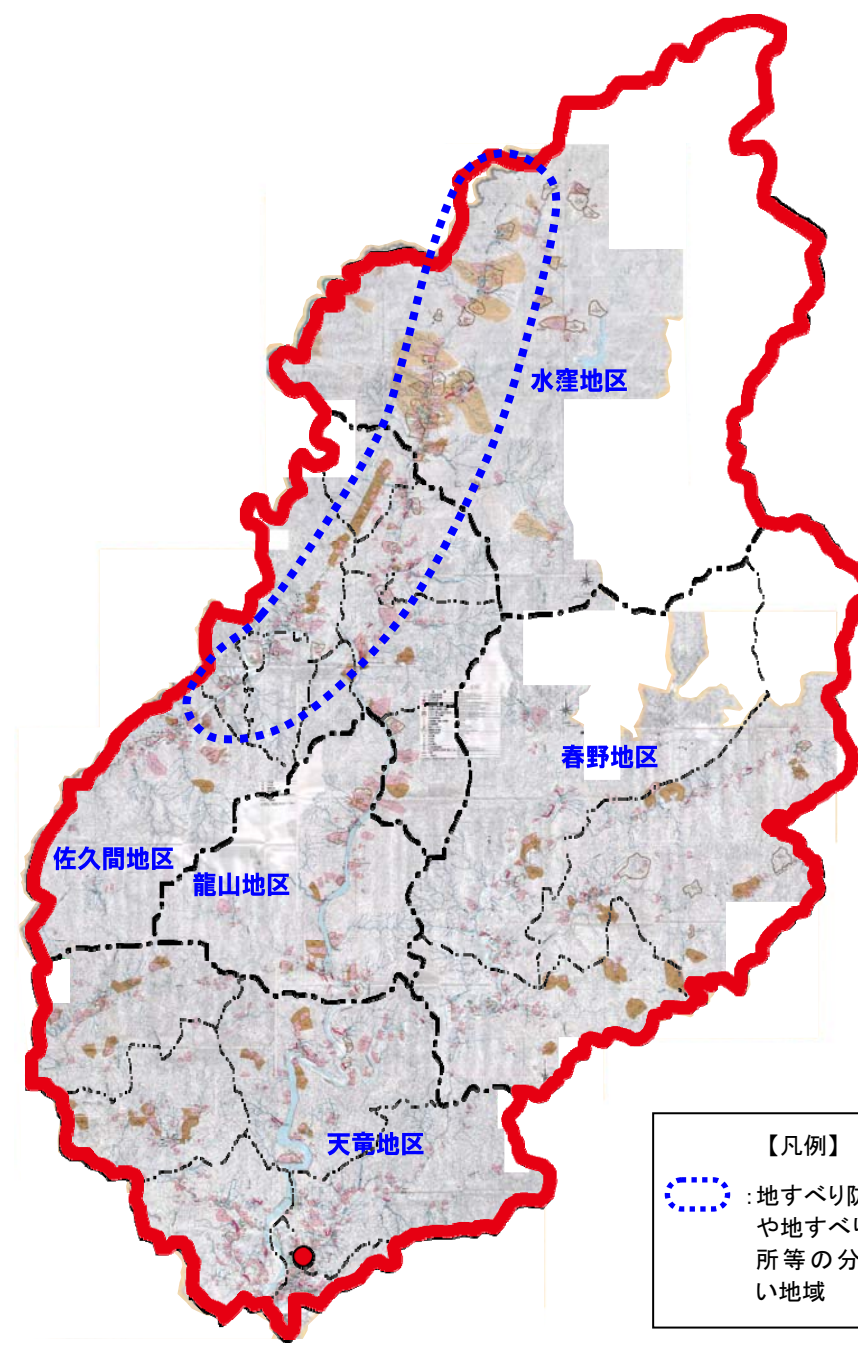 水窪地区
春野地区
佐久間地区
龍山地区
天竜地区
【凡例】
:地すべり防
や地すべり
所等の分
い地域